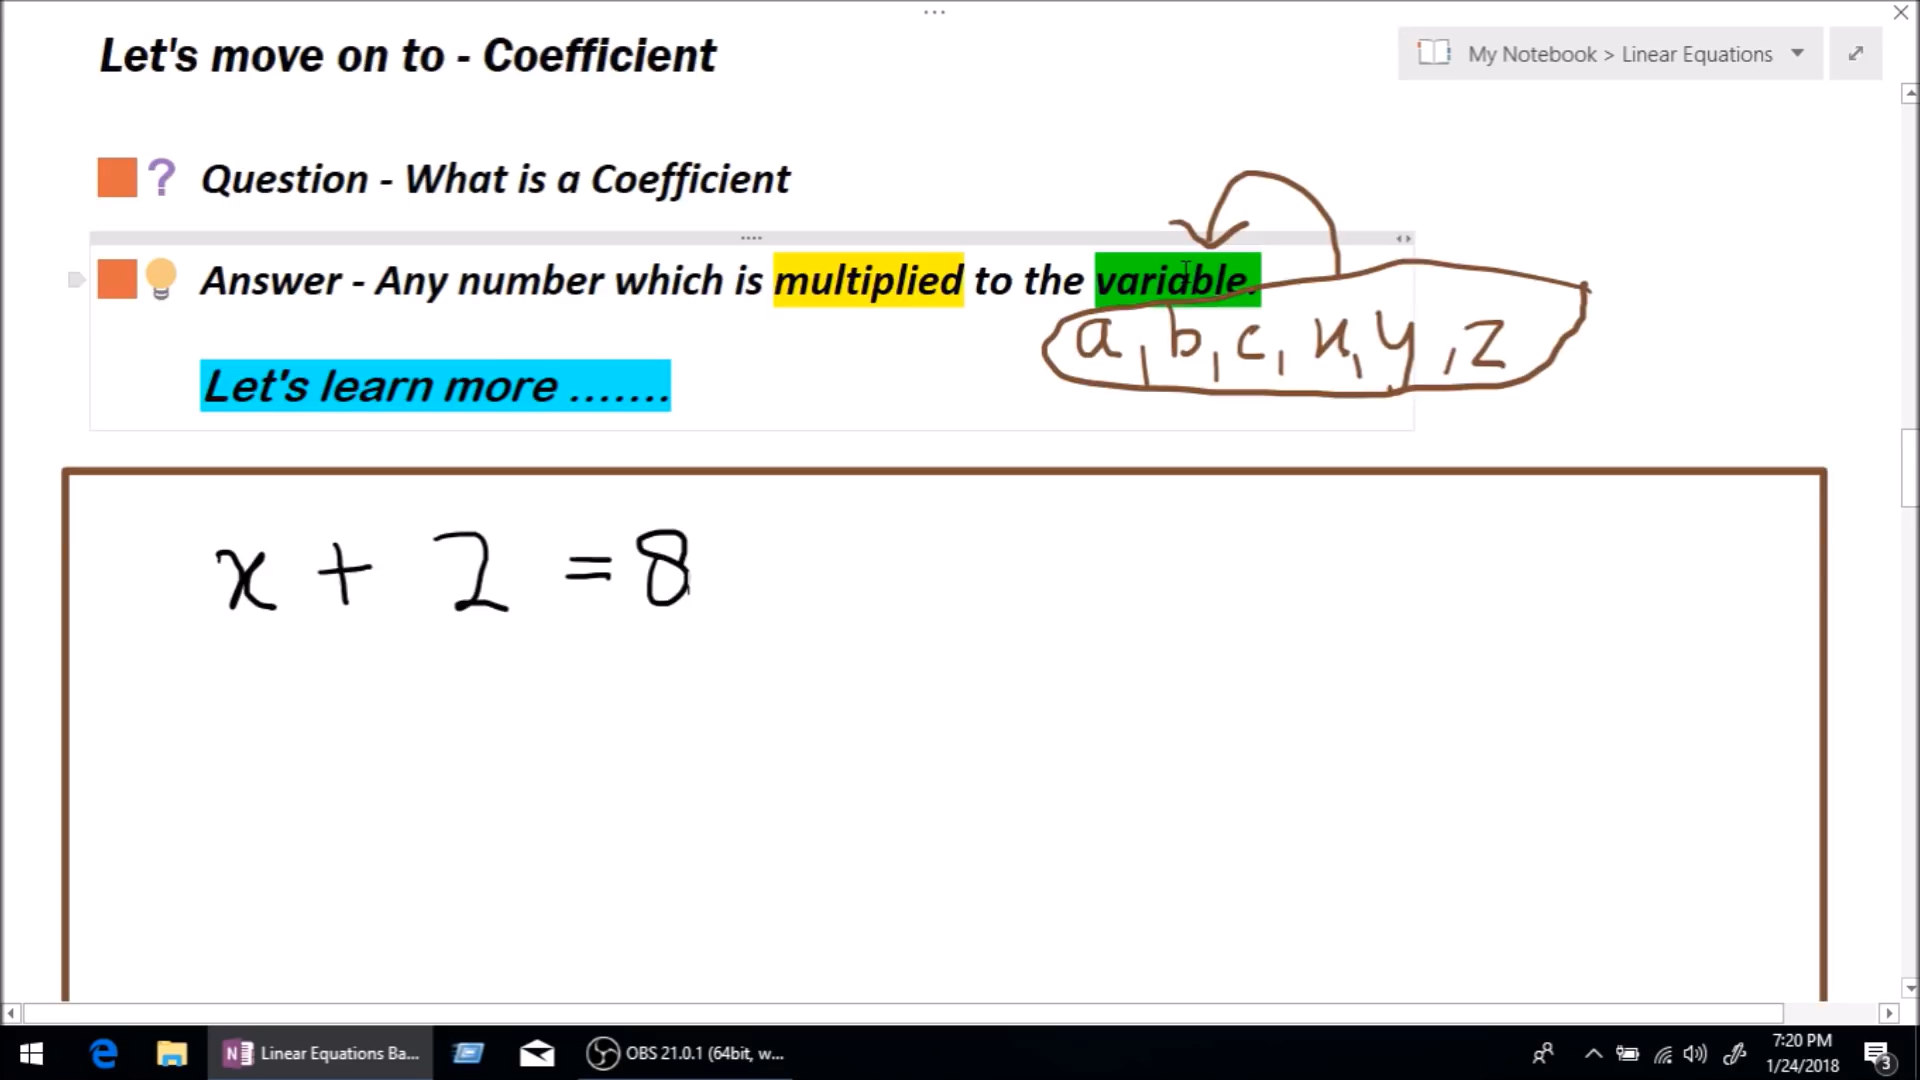 Let's move on to - Coefficient
My Notebook > Linear Equations
? Question - What is a Coefficient
Answer - Any number which is multiplied to the variable.
a, b, c, x, y, z
Let's learn more .......
x + 2 = 8
Linear Equations Ba...
OBS 21.0.1 (64bit, w...
7:20 PM
1/24/2018
3